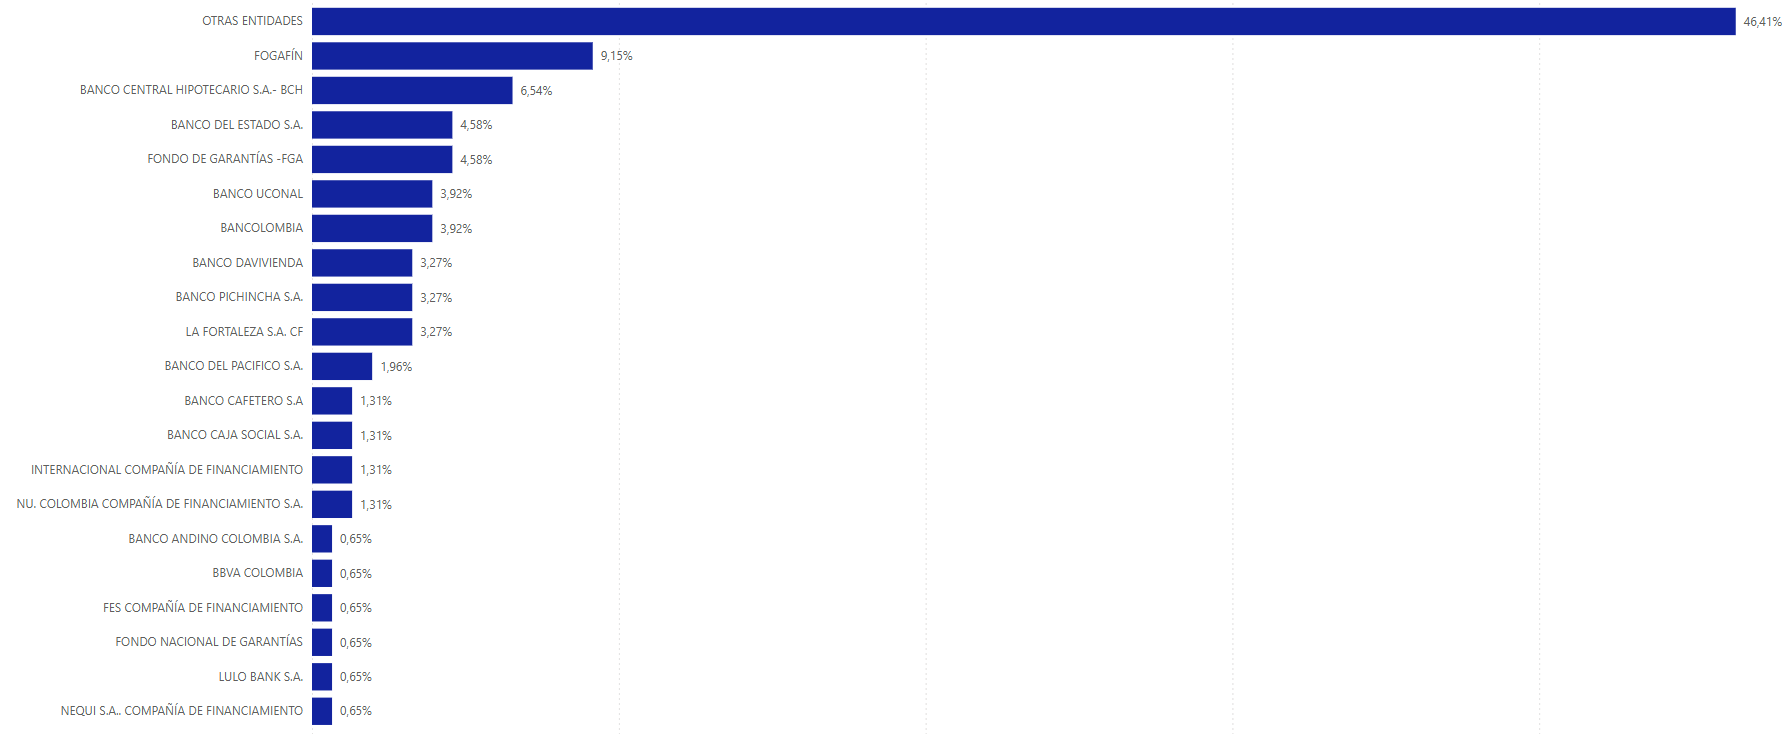 OTRAS ENTIDADES 46,41%
FOGAFÍN 9,15%
BANCO CENTRAL HIPOTECARIO S.A.- BCH 6,54%
BANCO DEL ESTADO S.A. 4,58%
FONDO DE GARANTÍAS -FGA 4,58%
BANCO UCONAL 3,92%
BANCOLOMBIA 3,92%
BANCO DAVIVIENDA 3,27%
BANCO PICHINCHA S.A. 3,27%
LA FORTALEZA S.A. CF 3,27%
BANCO DEL PACIFICO S.A. 1,96%
BANCO CAFETERO S.A 1,31%
BANCO CAJA SOCIAL S.A. 1,31%
INTERNACIONAL COMPAÑÍA DE FINANCIAMIENTO 1,31%
NU. COLOMBIA COMPAÑÍA DE FINANCIAMIENTO S.A. 1,31%
BANCO ANDINO COLOMBIA S.A. 0,65%
BBVA COLOMBIA 0,65%
FES COMPAÑÍA DE FINANCIAMIENTO 0,65%
FONDO NACIONAL DE GARANTÍAS 0,65%
LULO BANK S.A. 0,65%
NEQUI S.A.. COMPAÑÍA DE FINANCIAMIENTO 0,65%